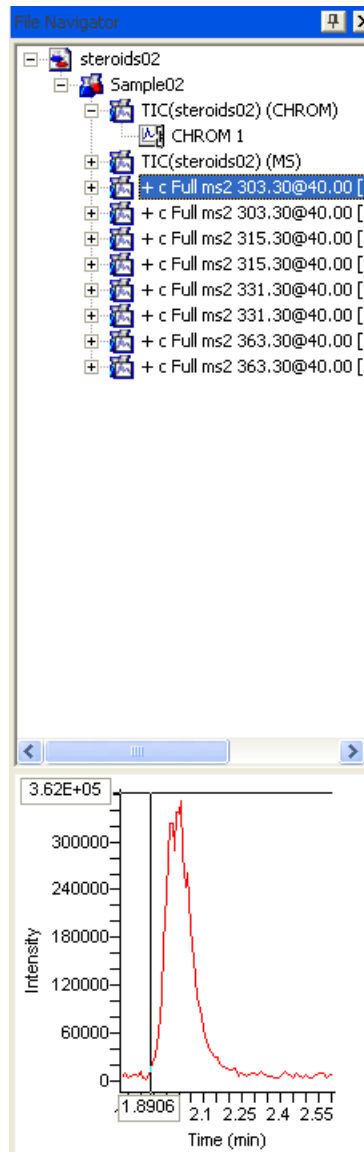 File Navigator
steroids02
Sample02
TIC(steroids02) (CHROM)
CHROM 1
TIC(steroids02) (MS)
+ c Full ms2 303.30@40.00 [
+ c Full ms2 303.30@40.00 [
+ c Full ms2 315.30@40.00 [
+ c Full ms2 315.30@40.00 [
+ c Full ms2 331.30@40.00 [
+ c Full ms2 331.30@40.00 [
+ c Full ms2 363.30@40.00 [
+ c Full ms2 363.30@40.00 [
3.62E+05
300000
240000
180000
120000
60000
0
Intensity
1.8906
2.1 2.25 2.4 2.55
Time (min)